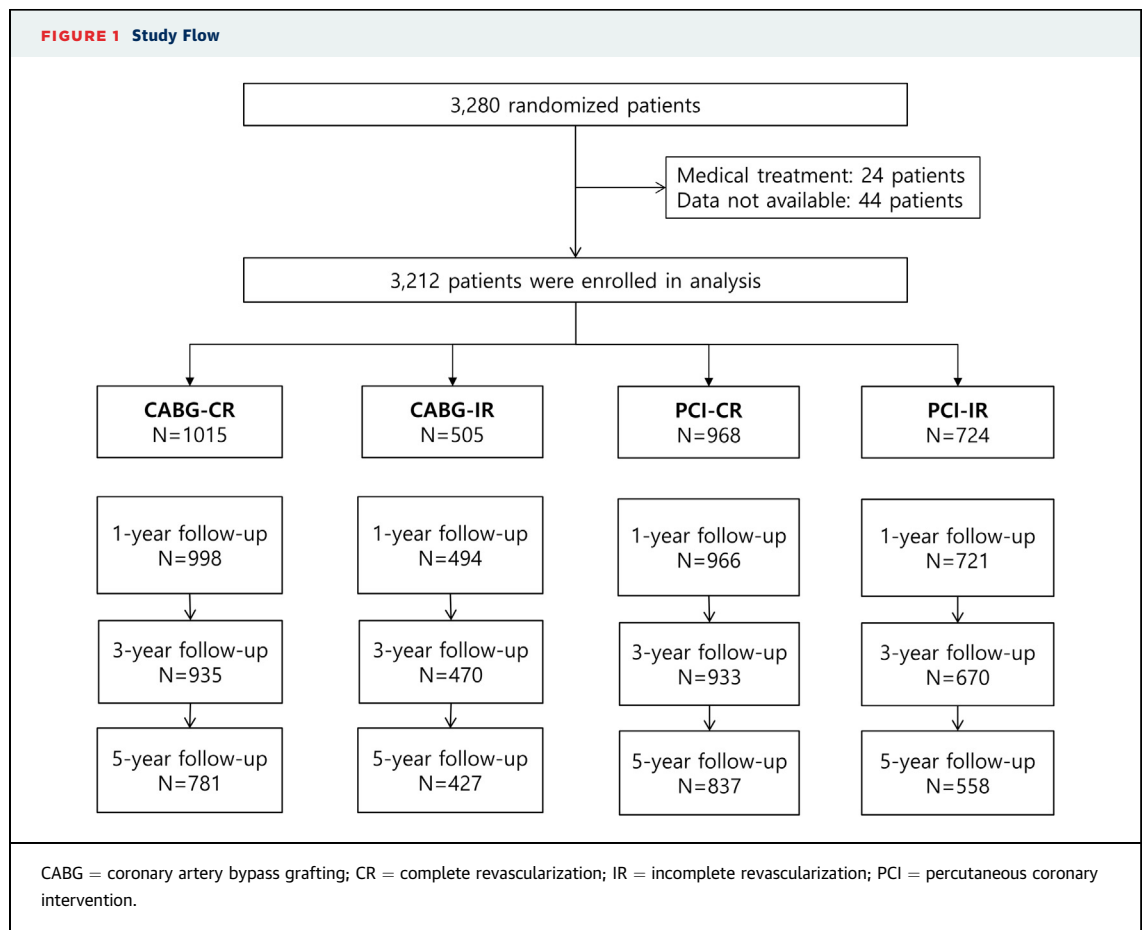 FIGURE 1 Study Flow
3,280 randomized patients
Medical treatment: 24 patients
Data not available: 44 patients
3,212 patients were enrolled in analysis
CABG-CR
N=1015
CABG-IR
N=505
PCI-CR
N=968
PCI-IR
N=724
1-year follow-up
N=998
1-year follow-up
N=494
1-year follow-up
N=966
1-year follow-up
N=721
3-year follow-up
N=935
3-year follow-up
N=470
3-year follow-up
N=933
3-year follow-up
N=670
5-year follow-up
N=781
5-year follow-up
N=427
5-year follow-up
N=837
5-year follow-up
N=558
CABG = coronary artery bypass grafting; CR = complete revascularization; IR = incomplete revascularization; PCI = percutaneous coronary
intervention.